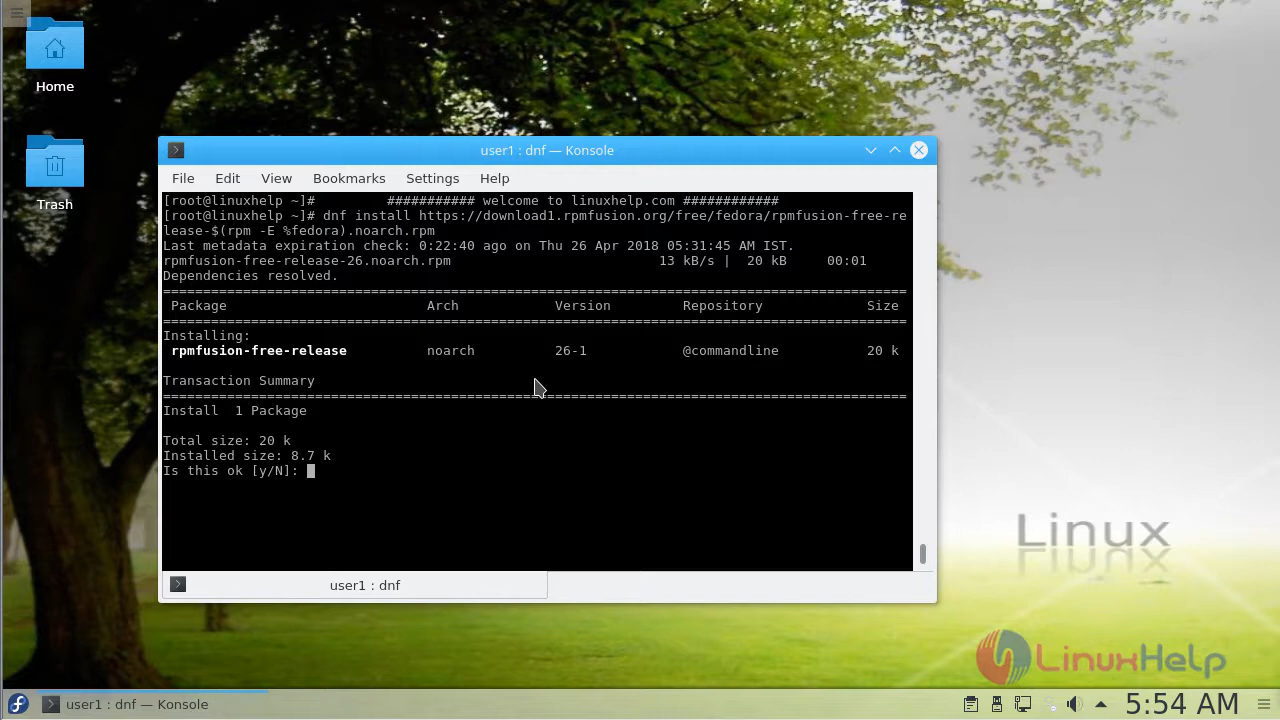 Home
Trash
user1 : dnf — Konsole
File Edit View Bookmarks Settings Help
[root@linuxhelp ~]#         ########### welcome to linuxhelp.com ############
[root@linuxhelp ~]# dnf install https://download1.rpmfusion.org/free/fedora/rpmfusion-free-re
lease-$(rpm -E %fedora).noarch.rpm
Last metadata expiration check: 0:22:40 ago on Thu 26 Apr 2018 05:31:45 AM IST.
rpmfusion-free-release-26.noarch.rpm                          13 kB/s |  20 kB     00:01
Dependencies resolved.
=============================================================================================
 Package                         Arch            Version         Repository             Size
=============================================================================================
Installing:
 rpmfusion-free-release          noarch          26-1            @commandline           20 k
Transaction Summary
=============================================================================================
Install  1 Package
Total size: 20 k
Installed size: 8.7 k
Is this ok [y/N]:
user1 : dnf
Linux
LinuxHelp
user1 : dnf — Konsole
5:54 AM